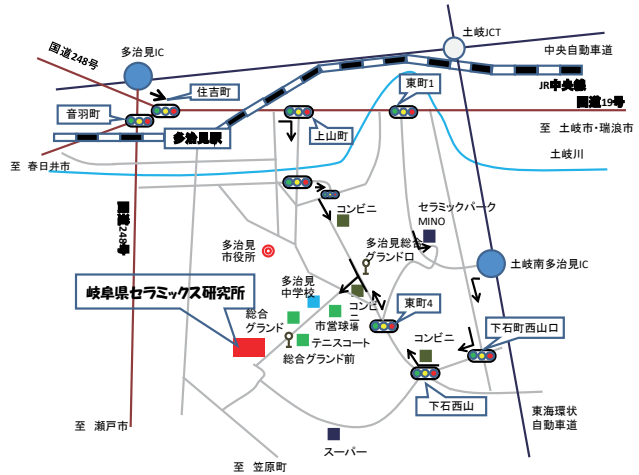 国道248号
多治見IC
土岐JCT
中央自動車道
住吉町
東町1
JR中央線
国道19号
音羽町
多治見駅
上山町
至 土岐市・瑞浪市
至 春日井市
土岐川
国道248号
コンビニ
セラミックパーク
MINO
多治見
市役所
多治見総合
グランド口
土岐南多治見IC
岐阜県セラミックス研究所
多治見
中学校
コンビ
ニ
東町4
総合
グランド
市営球場
下石町西山口
テニスコート
コンビニ
総合グランド前
下石西山
東海環状
自動車道
至 瀬戸市
スーパー
至 笠原町